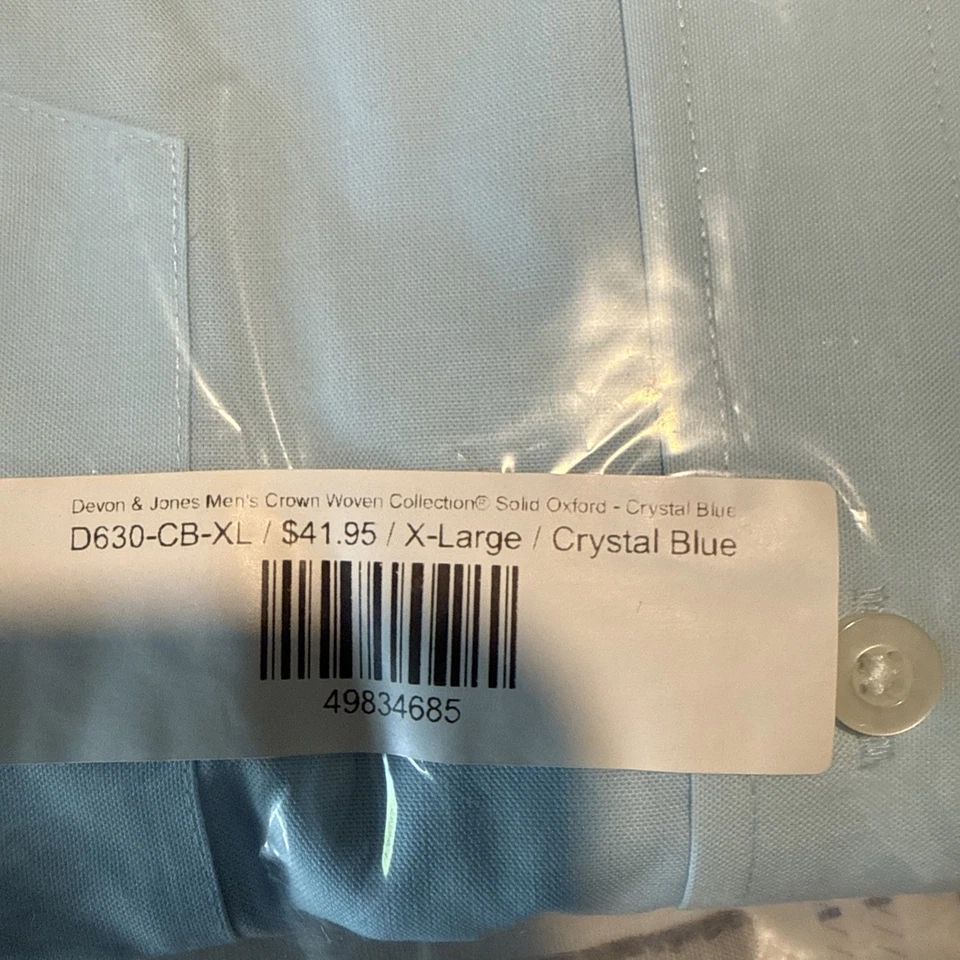 Devon & Jones Men's Crown Woven Collection® Solid Oxford - Crystal Blue
D630-CB-XL / $41.95 / X-Large / Crystal Blue
49834685